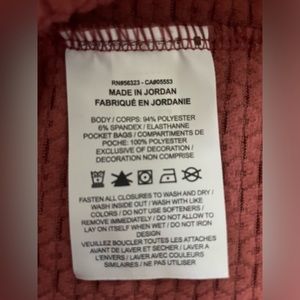 RN#56323 - CA#05553
MADE IN JORDAN
FABRIQUÉ EN JORDANIE
BODY / CORPS: 94% POLYESTER
6% SPANDEX / ELASTHANNE
POCKET BAGS / COMPARTIMENTS DE
POCHE: 100% POLYESTER
EXCLUSIVE OF DECORATION /
DECORATION NON COMPRISE
FASTEN ALL CLOSURES TO WASH AND DRY /
WASH INSIDE OUT / WASH WITH LIKE
COLORS / DO NOT USE SOFTENERS /
REMOVE IMMEDIATELY / DO NOT ALLOW TO
LAY ON ITSELF WHEN WET / DO NOT IRON
DESIGN
VEUILLEZ BOUCLER TOUTES LES ATTACHES
AVANT DE LAVER ET SECHER / LAVER A
L'ENVERS / LAVER AVEC COULEURS
SIMILAIRES / NE PAS UTILISER